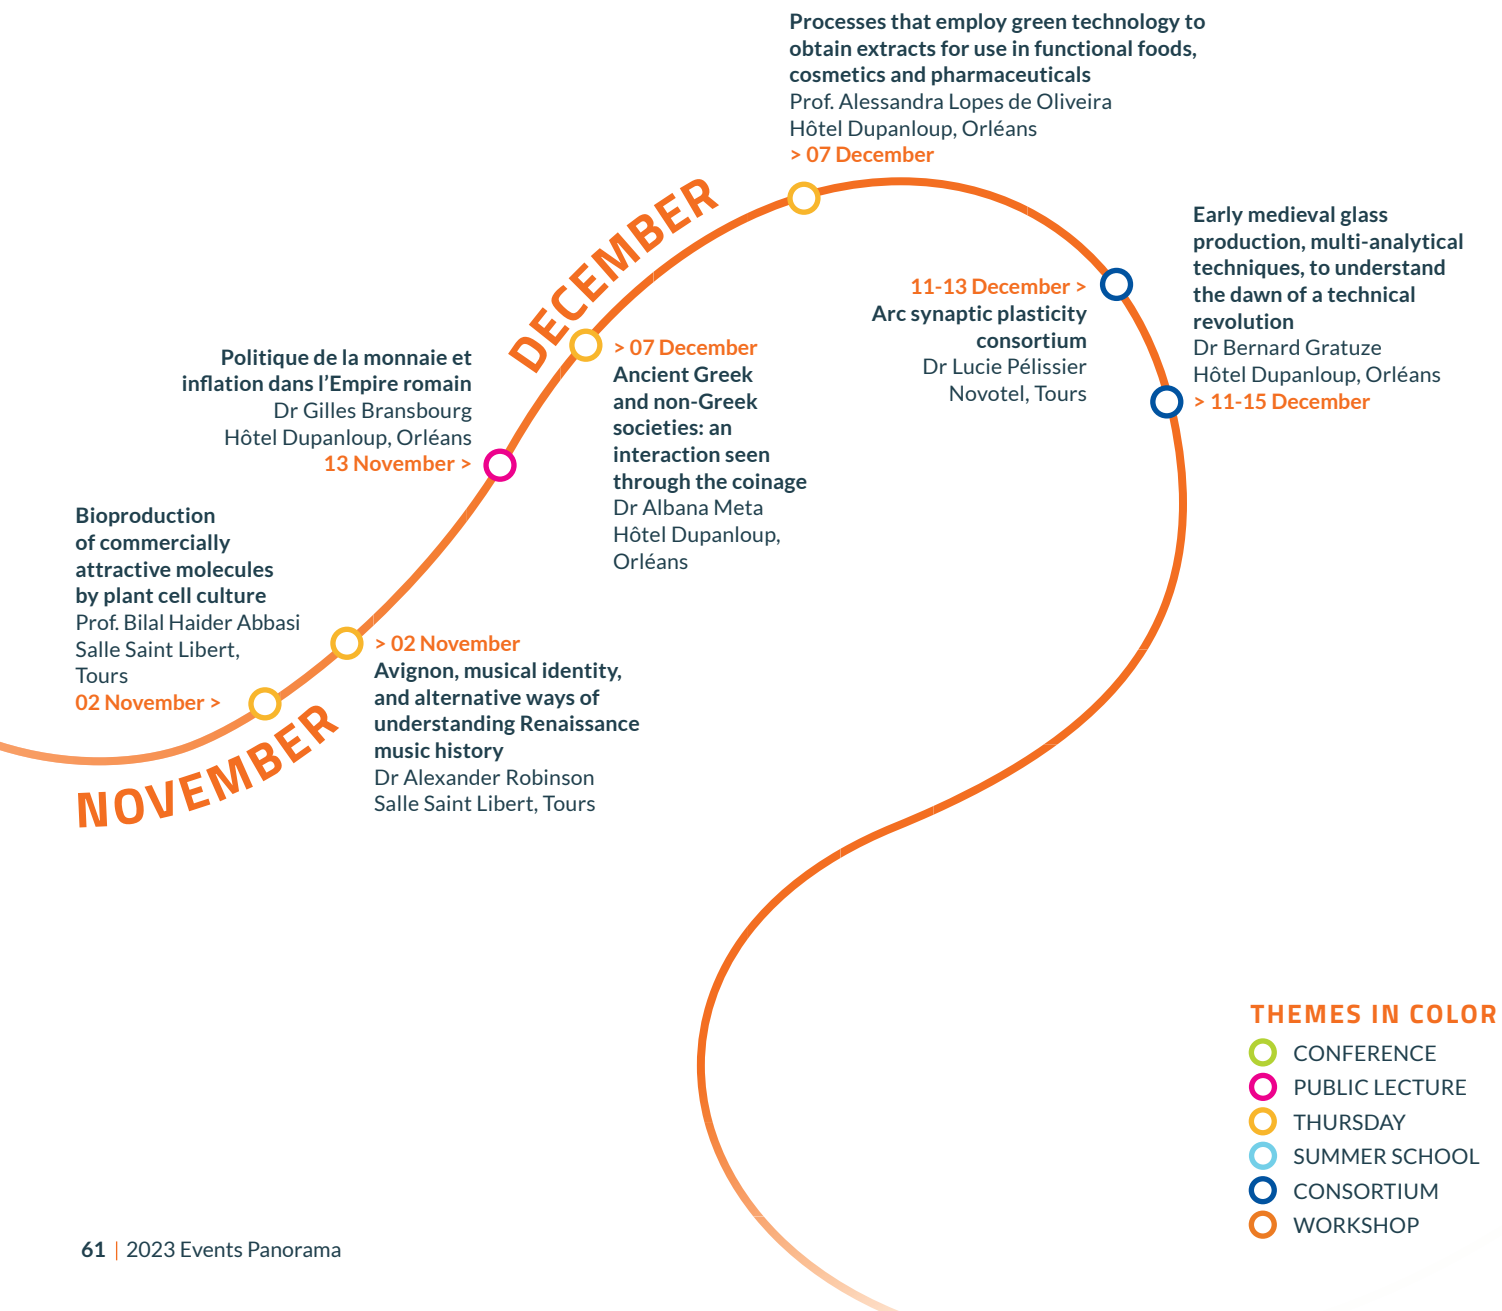 Processes that employ green technology to
obtain extracts for use in functional foods,
cosmetics and pharmaceuticals
Prof. Alessandra Lopes de Oliveira
Hôtel Dupanloup, Orléans
> 07 December
DECEMBER
Early medieval glass
production, multi-analytical
techniques, to understand
the dawn of a technical
revolution
Dr Bernard Gratuze
Hôtel Dupanloup, Orléans
> 11-15 December
11-13 December >
Arc synaptic plasticity
consortium
Dr Lucie Pélissier
Novotel, Tours
> 07 December
Ancient Greek
and non-Greek
societies: an
interaction seen
through the coinage
Dr Albana Meta
Hôtel Dupanloup,
Orléans
Politique de la monnaie et
inflation dans l’Empire romain
Dr Gilles Bransbourg
Hôtel Dupanloup, Orléans
13 November >
Bioproduction
of commercially
attractive molecules
by plant cell culture
Prof. Bilal Haider Abbasi
Salle Saint Libert,
Tours
02 November >
> 02 November
Avignon, musical identity,
and alternative ways of
understanding Renaissance
music history
Dr Alexander Robinson
Salle Saint Libert, Tours
NOVEMBER
THEMES IN COLOR
CONFERENCE
PUBLIC LECTURE
THURSDAY
SUMMER SCHOOL
CONSORTIUM
WORKSHOP
61 | 2023 Events Panorama